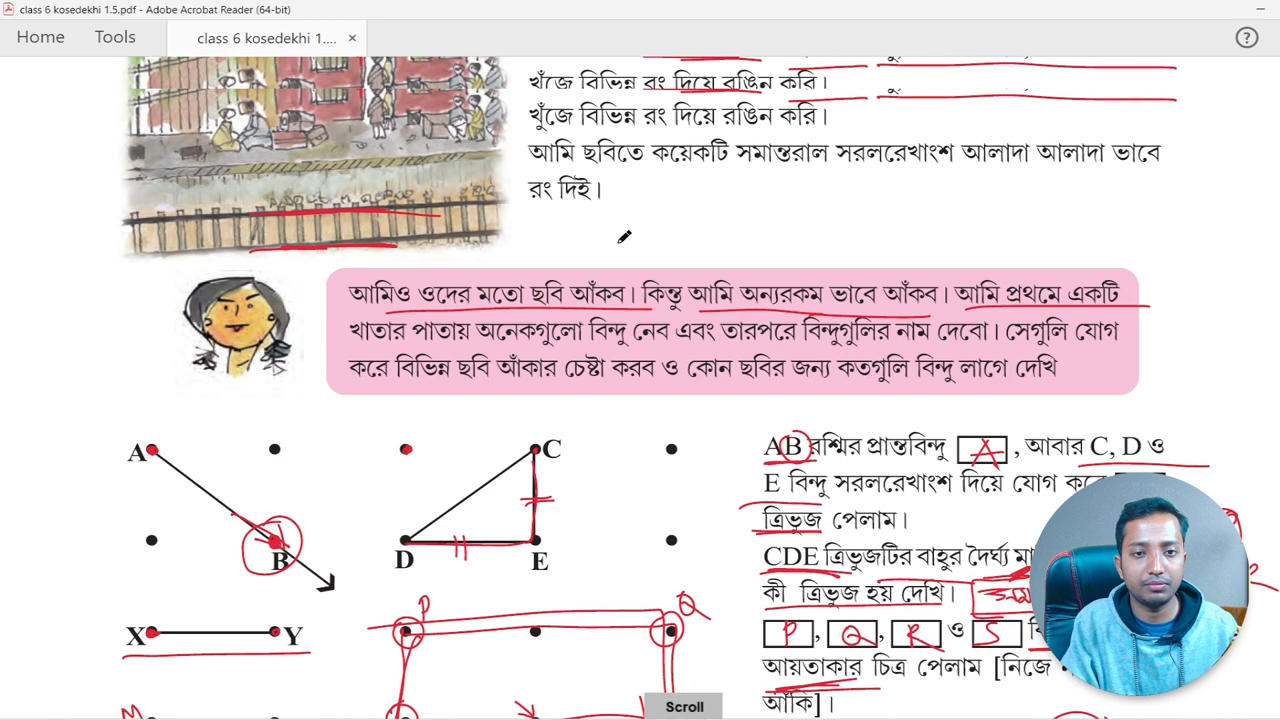 class 6 kosedekhi 1.5.pdf - Adobe Acrobat Reader (64-bit)
Home Tools class 6 kosedekhi 1.... ×
খুঁজে বিভিন্ন রং দিয়ে রঙিন করি।
খুঁজে বিভিন্ন রং দিয়ে রঙিন করি।
আমি ছবিতে কয়েকটি সমান্তরাল সরলরেখাংশ আলাদা আলাদা ভাবে
রং দিই।
আমিও ওদের মতো ছবি আঁকব। কিন্তু আমি অন্যরকম ভাবে আঁকব। আমি প্রথমে একটি
খাতার পাতায় অনেকগুলো বিন্দু নেব এবং তারপরে বিন্দুগুলির নাম দেবো। সেগুলি যোগ
করে বিভিন্ন ছবি আঁকার চেষ্টা করব ও কোন ছবির জন্য কতগুলি বিন্দু লাগে দেখি
A
C
B
D
E
P
Q
X
Y
M
AB রশ্মির প্রান্তবিন্দু A , আবার C, D ও
E বিন্দু সরলরেখাংশ দিয়ে যোগ করে
ত্রিভুজ পেলাম।
CDE ত্রিভুজটির বাহুর দৈর্ঘ্য
কী ত্রিভুজ হয় দেখি।
P , Q , R ও S
আয়তাকার চিত্র পেলাম [নিজে
আঁকি]।
Scroll